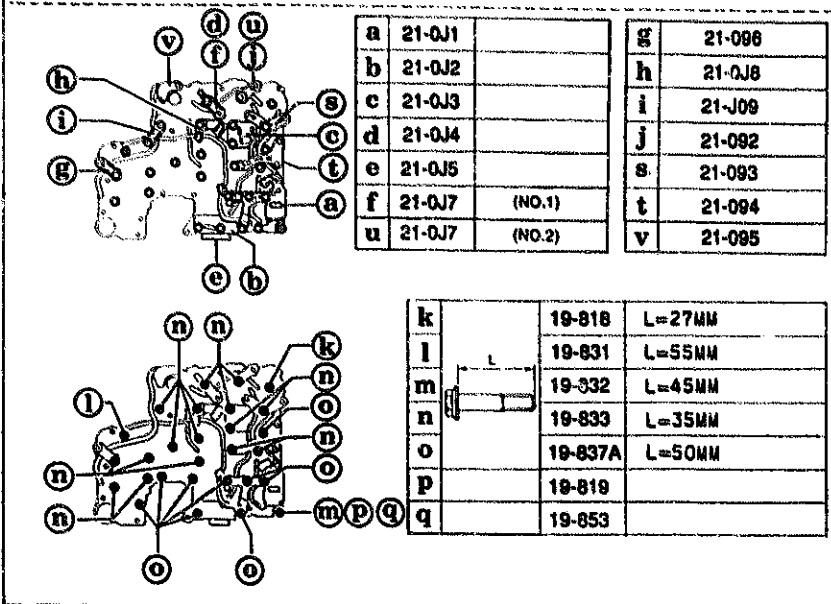 d u
v f j
h
i
g
s
c
t
a
e b
a 21-0J1
b 21-0J2
c 21-0J3
d 21-0J4
e 21-0J5
f 21-0J7 (NO.1)
u 21-0J7 (NO.2)
g 21-096
h 21-0J8
i 21-J09
j 21-092
s 21-093
t 21-094
v 21-095
n n k
n
l o
n
n o
n m p q
o o
L
k 19-818 L=27MM
l 19-831 L=55MM
m 19-832 L=45MM
n 19-833 L=35MM
o 19-837A L=50MM
p 19-819
q 19-853